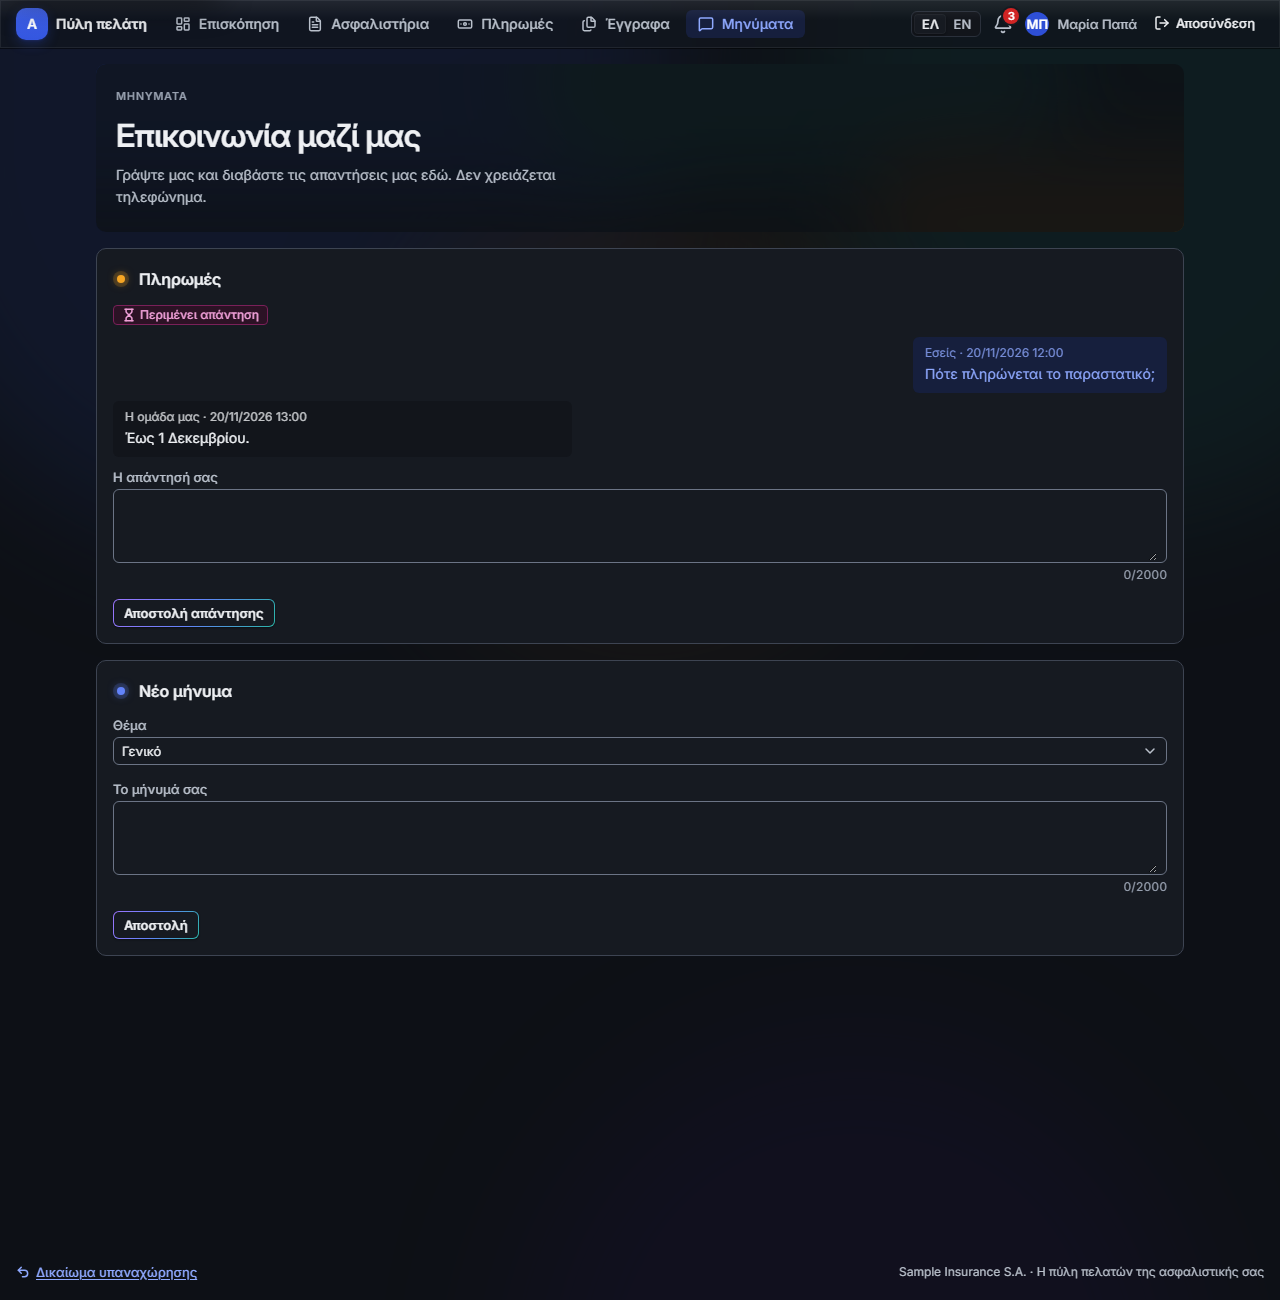 A Πύλη πελάτη Επισκόπηση Ασφαλιστήρια Πληρωμές Έγγραφα Μηνύματα ΕΛ EN 3 ΜΠ Μαρία Παπά Αποσύνδεση
ΜΗΝΥΜΑΤΑ
Επικοινωνία μαζί μας
Γράψτε μας και διαβάστε τις απαντήσεις μας εδώ. Δεν χρειάζεται
τηλεφώνημα.
Πληρωμές
Περιμένει απάντηση
Εσείς · 20/11/2026 12:00
Πότε πληρώνεται το παραστατικό;
Η ομάδα μας · 20/11/2026 13:00
Έως 1 Δεκεμβρίου.
Η απάντησή σας
0/2000
Αποστολή απάντησης
Νέο μήνυμα
Θέμα
Γενικό
Το μήνυμά σας
0/2000
Αποστολή
Δικαίωμα υπαναχώρησης
Sample Insurance S.A. · Η πύλη πελατών της ασφαλιστικής σας